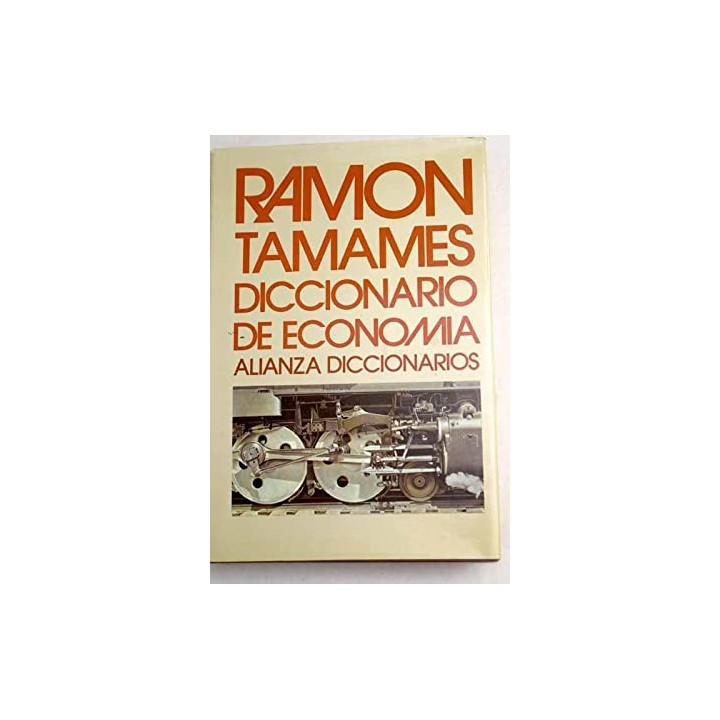 RAMON
TAMAMES
DICCIONARIO
DE ECONOMIA
ALIANZA DICCIONARIOS